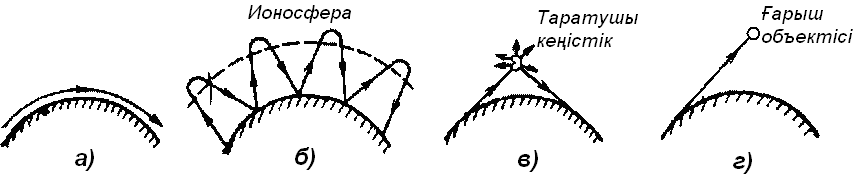 Ионосфера
Таратушы
кеңістік
Ғарыш
объектісі
а)
б)
в)
г)